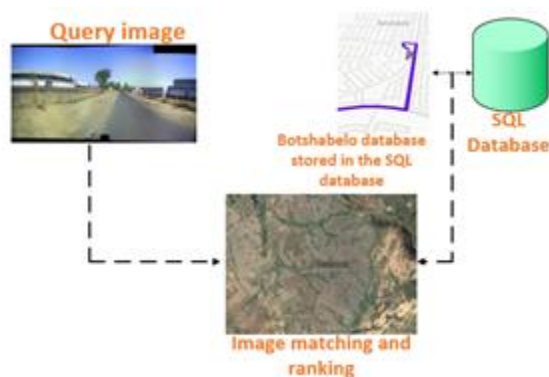 Query image
SQL
Database
Botshabelo database
stored in the SQL
database
Image matching and
ranking